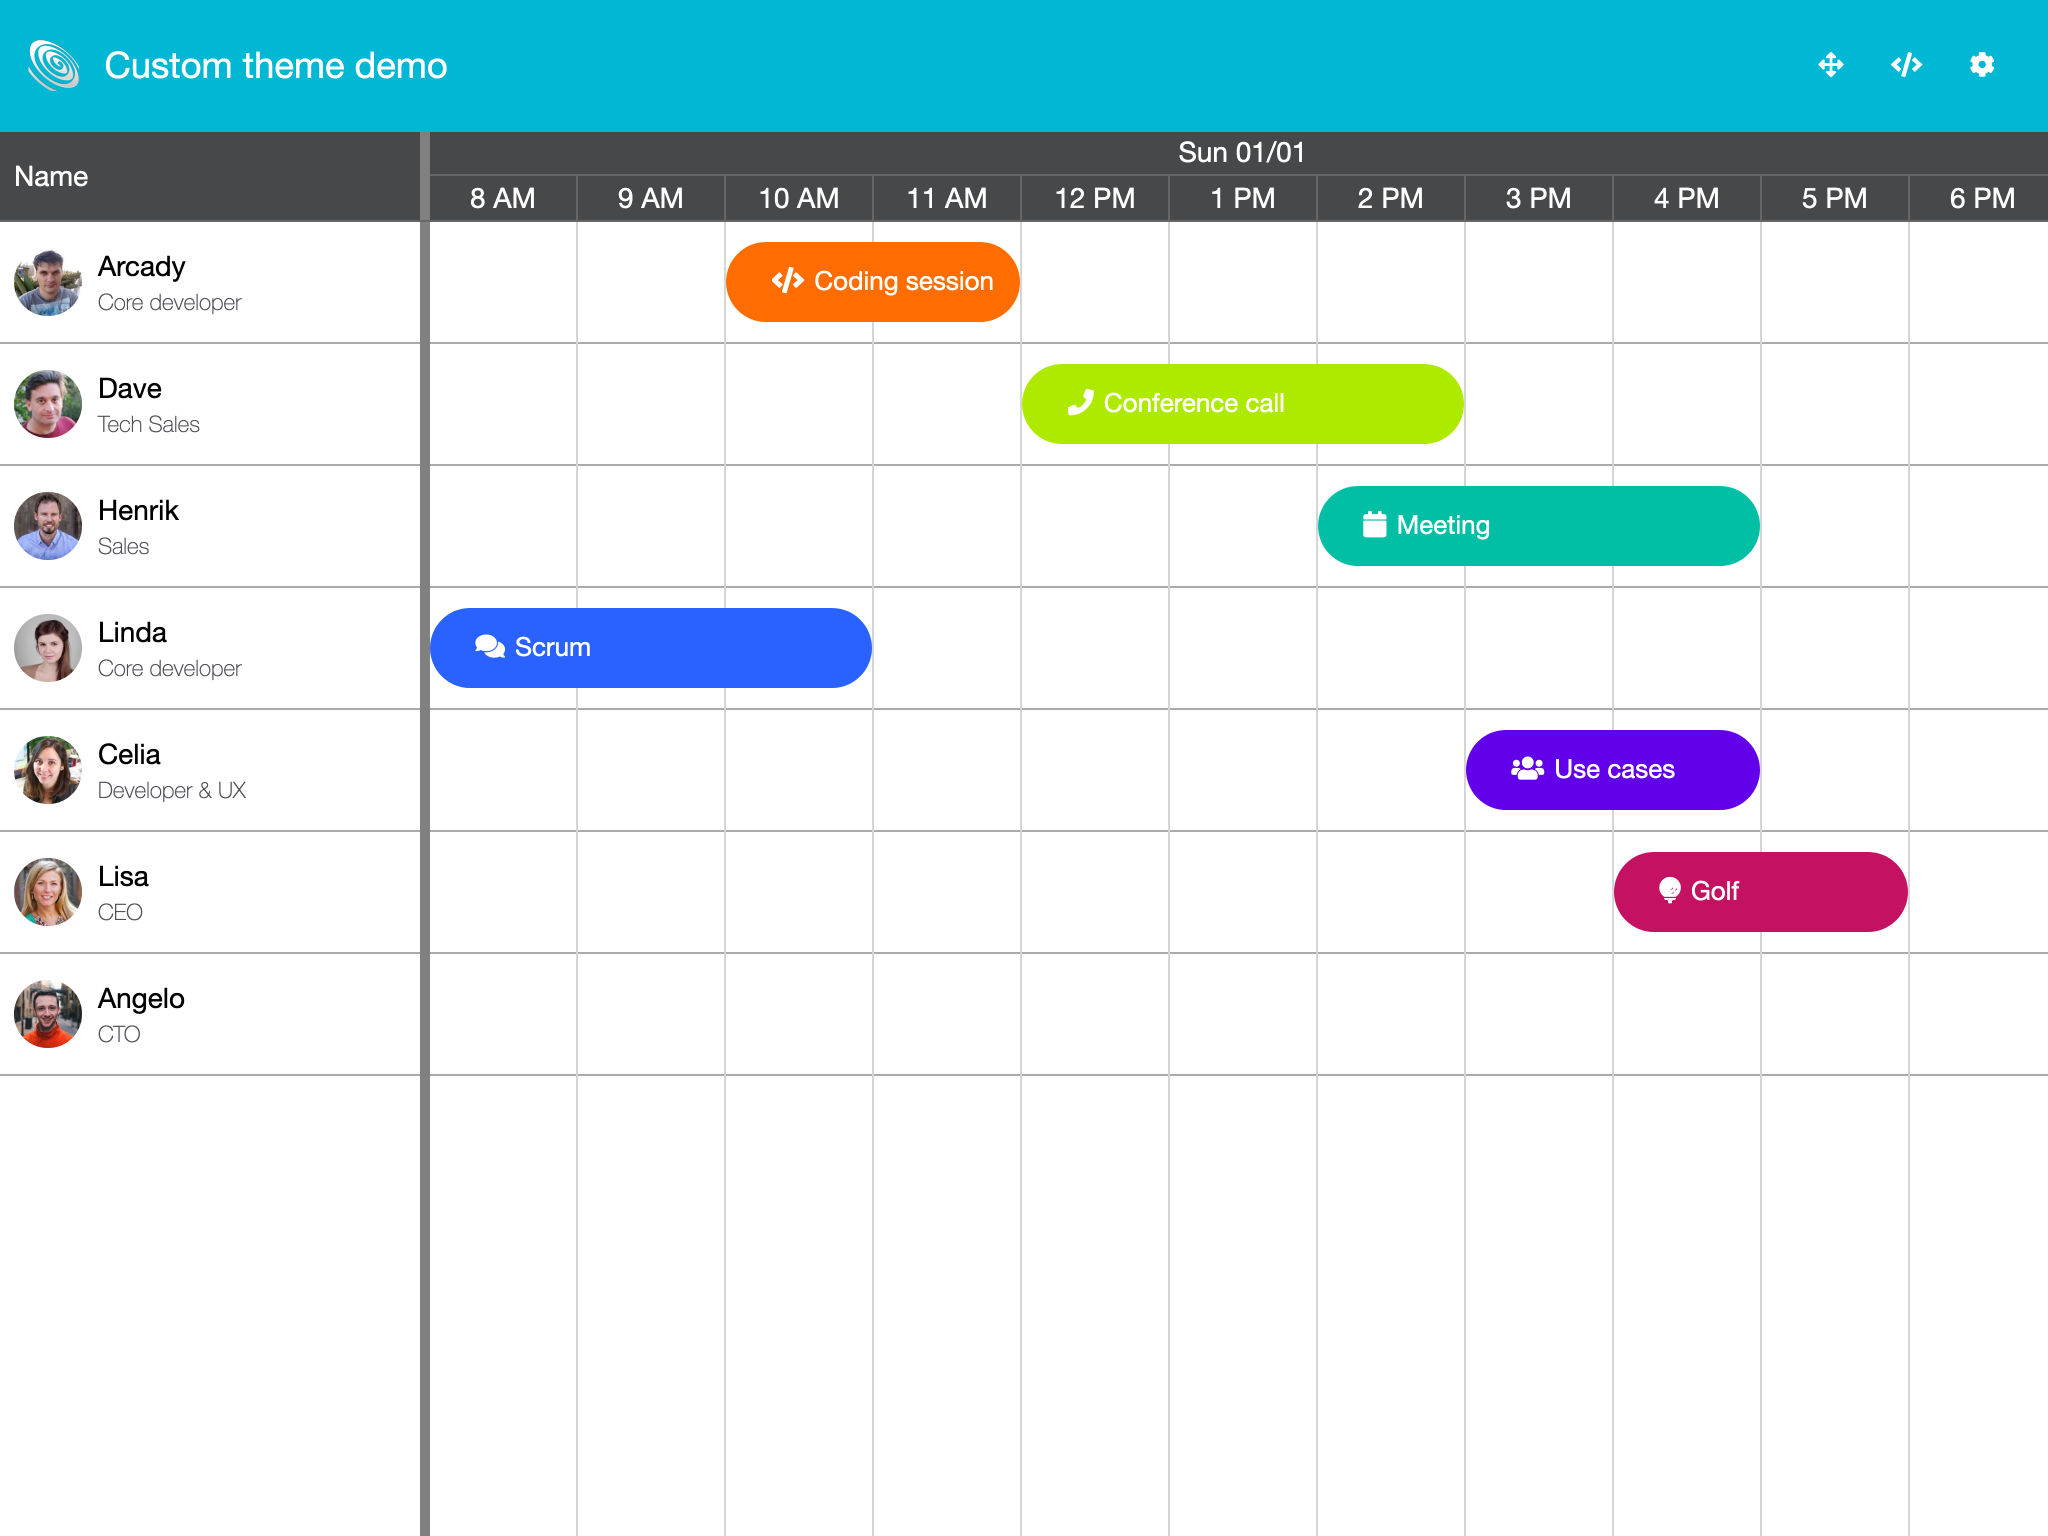 Custom theme demo
Name
Sun 01/01
8 AM 9 AM 10 AM 11 AM 12 PM 1 PM 2 PM 3 PM 4 PM 5 PM 6 PM
Arcady
Core developer
Coding session
Dave
Tech Sales
Conference call
Henrik
Sales
Meeting
Linda
Core developer
Scrum
Celia
Developer & UX
Use cases
Lisa
CEO
Golf
Angelo
CTO